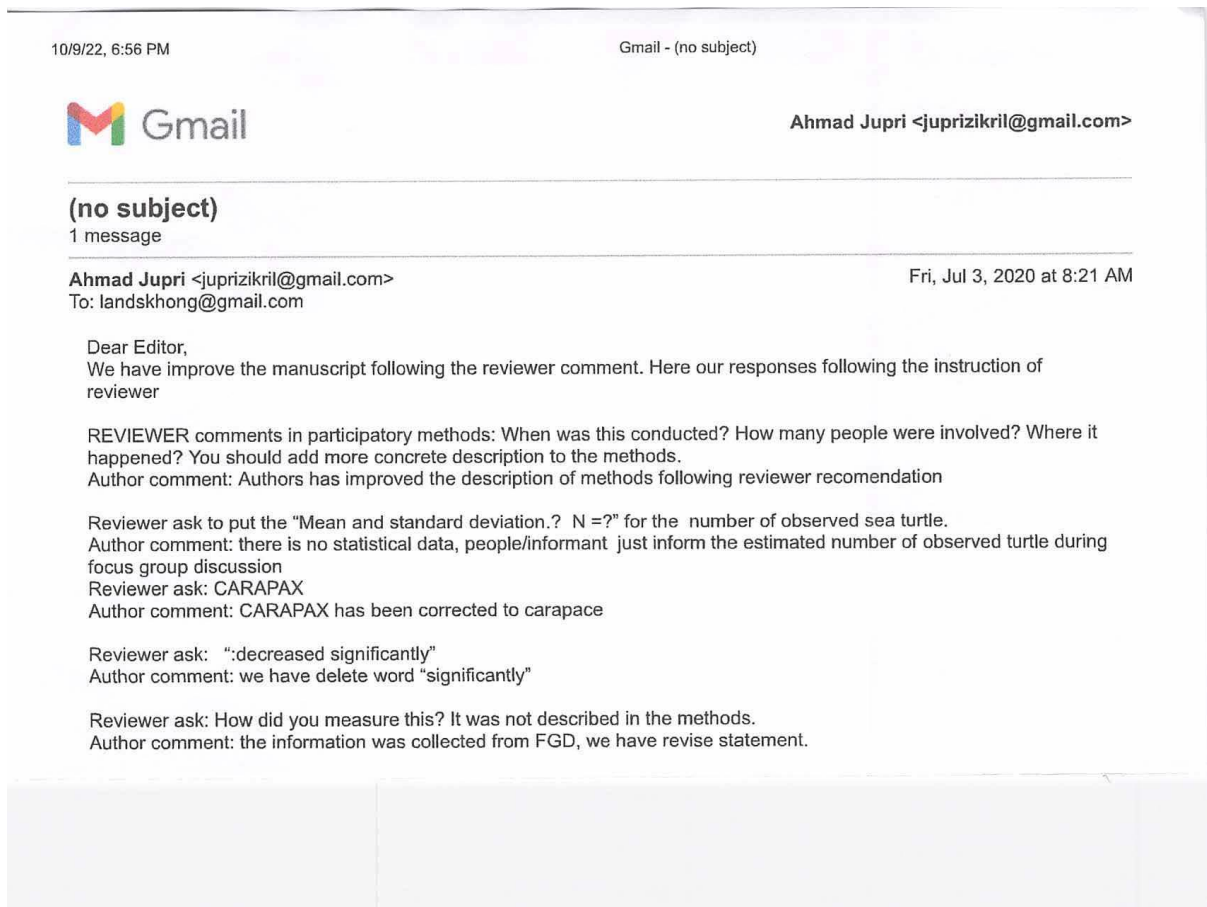 10/9/22, 6:56 PM Gmail - (no subject)
Gmail Ahmad Jupri <juprizikril@gmail.com>
(no subject)
1 message
Ahmad Jupri <juprizikril@gmail.com> Fri, Jul 3, 2020 at 8:21 AM
To: landskhong@gmail.com
Dear Editor,
We have improve the manuscript following the reviewer comment. Here our responses following the instruction of
reviewer
REVIEWER comments in participatory methods: When was this conducted? How many people were involved? Where it
happened? You should add more concrete description to the methods.
Author comment: Authors has improved the description of methods following reviewer recomendation
Reviewer ask to put the “Mean and standard deviation.? N =?” for the number of observed sea turtle.
Author comment: there is no statistical data, people/informant just inform the estimated number of observed turtle during
focus group discussion
Reviewer ask: CARAPAX
Author comment: CARAPAX has been corrected to carapace
Reviewer ask: “:decreased significantly”
Author comment: we have delete word “significantly”
Reviewer ask: How did you measure this? It was not described in the methods.
Author comment: the information was collected from FGD, we have revise statement.